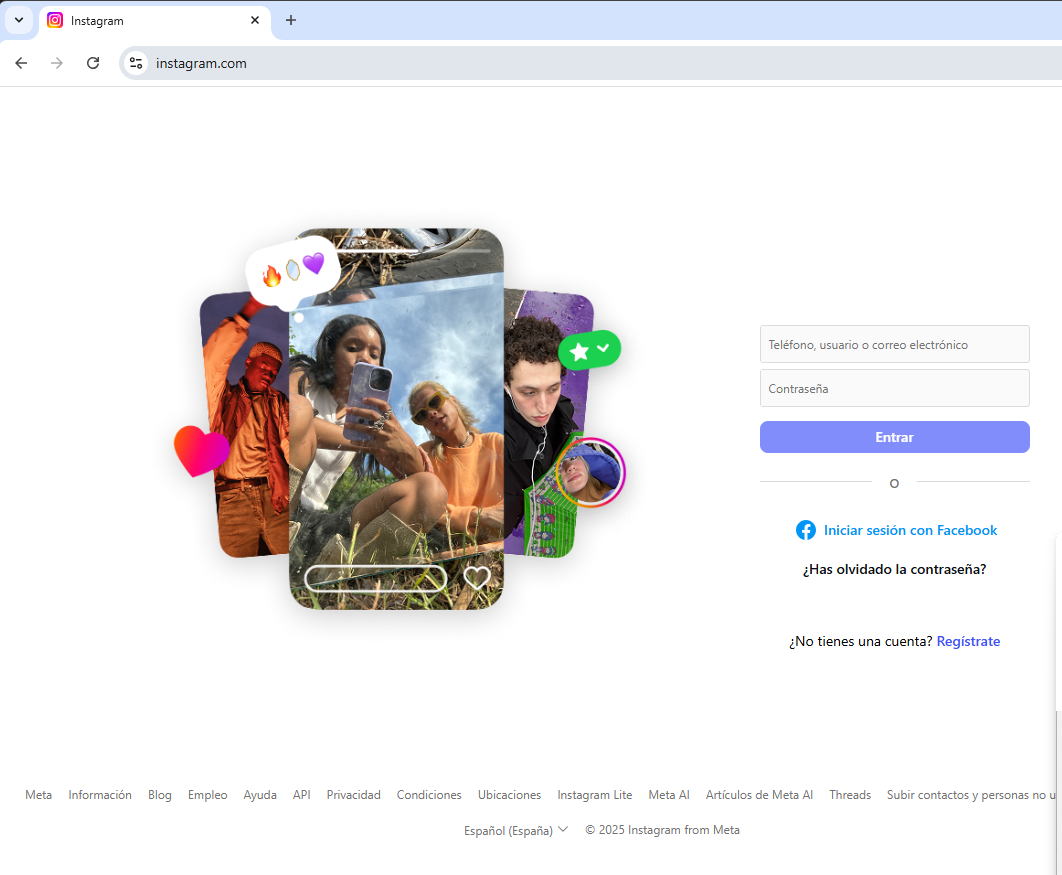 Instagram
instagram.com
Teléfono, usuario o correo electrónico
Contraseña
Entrar
O
Iniciar sesión con Facebook
¿Has olvidado la contraseña?
¿No tienes una cuenta? Regístrate
Meta Información Blog Empleo Ayuda API Privacidad Condiciones Ubicaciones Instagram Lite Meta AI Artículos de Meta AI Threads Subir contactos y personas no u
Español (España) © 2025 Instagram from Meta